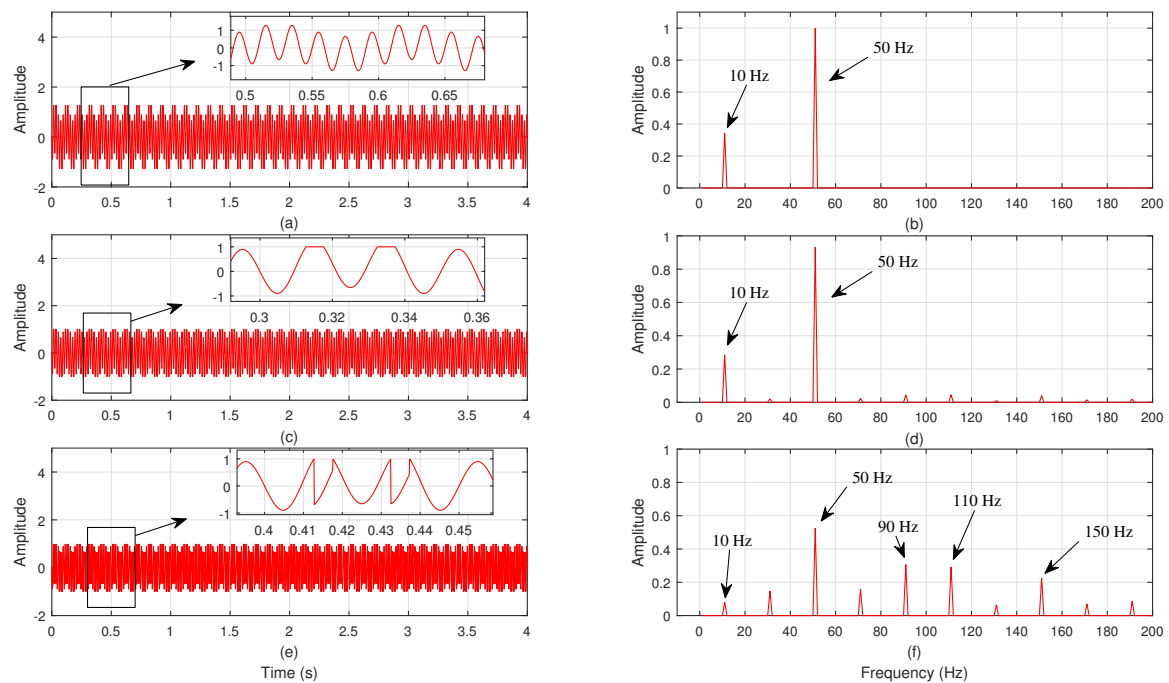 4
2
0
-2
Amplitude
1
0
-1
0.5 0.55 0.6 0.65
0 0.5 1 1.5 2 2.5 3 3.5 4
(a)
1
0.8
0.6
0.4
0.2
0
Amplitude
10 Hz
50 Hz
0 20 40 60 80 100 120 140 160 180 200
(b)
4
2
0
-2
Amplitude
1
0
-1
0.3 0.32 0.34 0.36
0 0.5 1 1.5 2 2.5 3 3.5 4
(c)
1
0.8
0.6
0.4
0.2
0
Amplitude
10 Hz
50 Hz
0 20 40 60 80 100 120 140 160 180 200
(d)
4
2
0
-2
Amplitude
1
0
-1
0.4 0.41 0.42 0.43 0.44 0.45
0 0.5 1 1.5 2 2.5 3 3.5 4
(e)
Time (s)
1
0.8
0.6
0.4
0.2
0
Amplitude
10 Hz
50 Hz
90 Hz
110 Hz
150 Hz
0 20 40 60 80 100 120 140 160 180 200
(f)
Frequency (Hz)